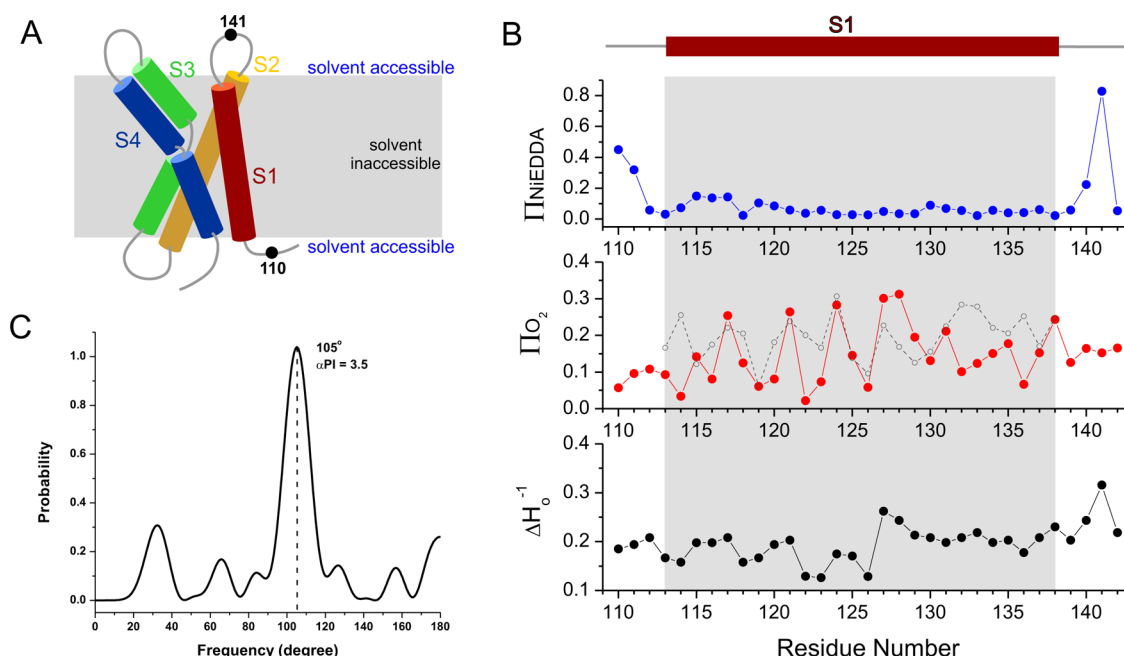 A
141
S3
S2
solvent accessible
S4
solvent
inaccessible
S1
solvent accessible
110
B
S1
ΠNiEDDA
0.8
0.6
0.4
0.2
0.0
110 115 120 125 130 135 140
Residue Number
ΠO2
0.4
0.3
0.2
0.1
0.0
110 115 120 125 130 135 140
Residue Number
ΔHo-1
0.4
0.3
0.2
0.1
110 115 120 125 130 135 140
Residue Number
C
105°
αPI = 3.5
Probability
1.0
0.8
0.6
0.4
0.2
0.0
0 20 40 60 80 100 120 140 160 180
Frequency (degree)